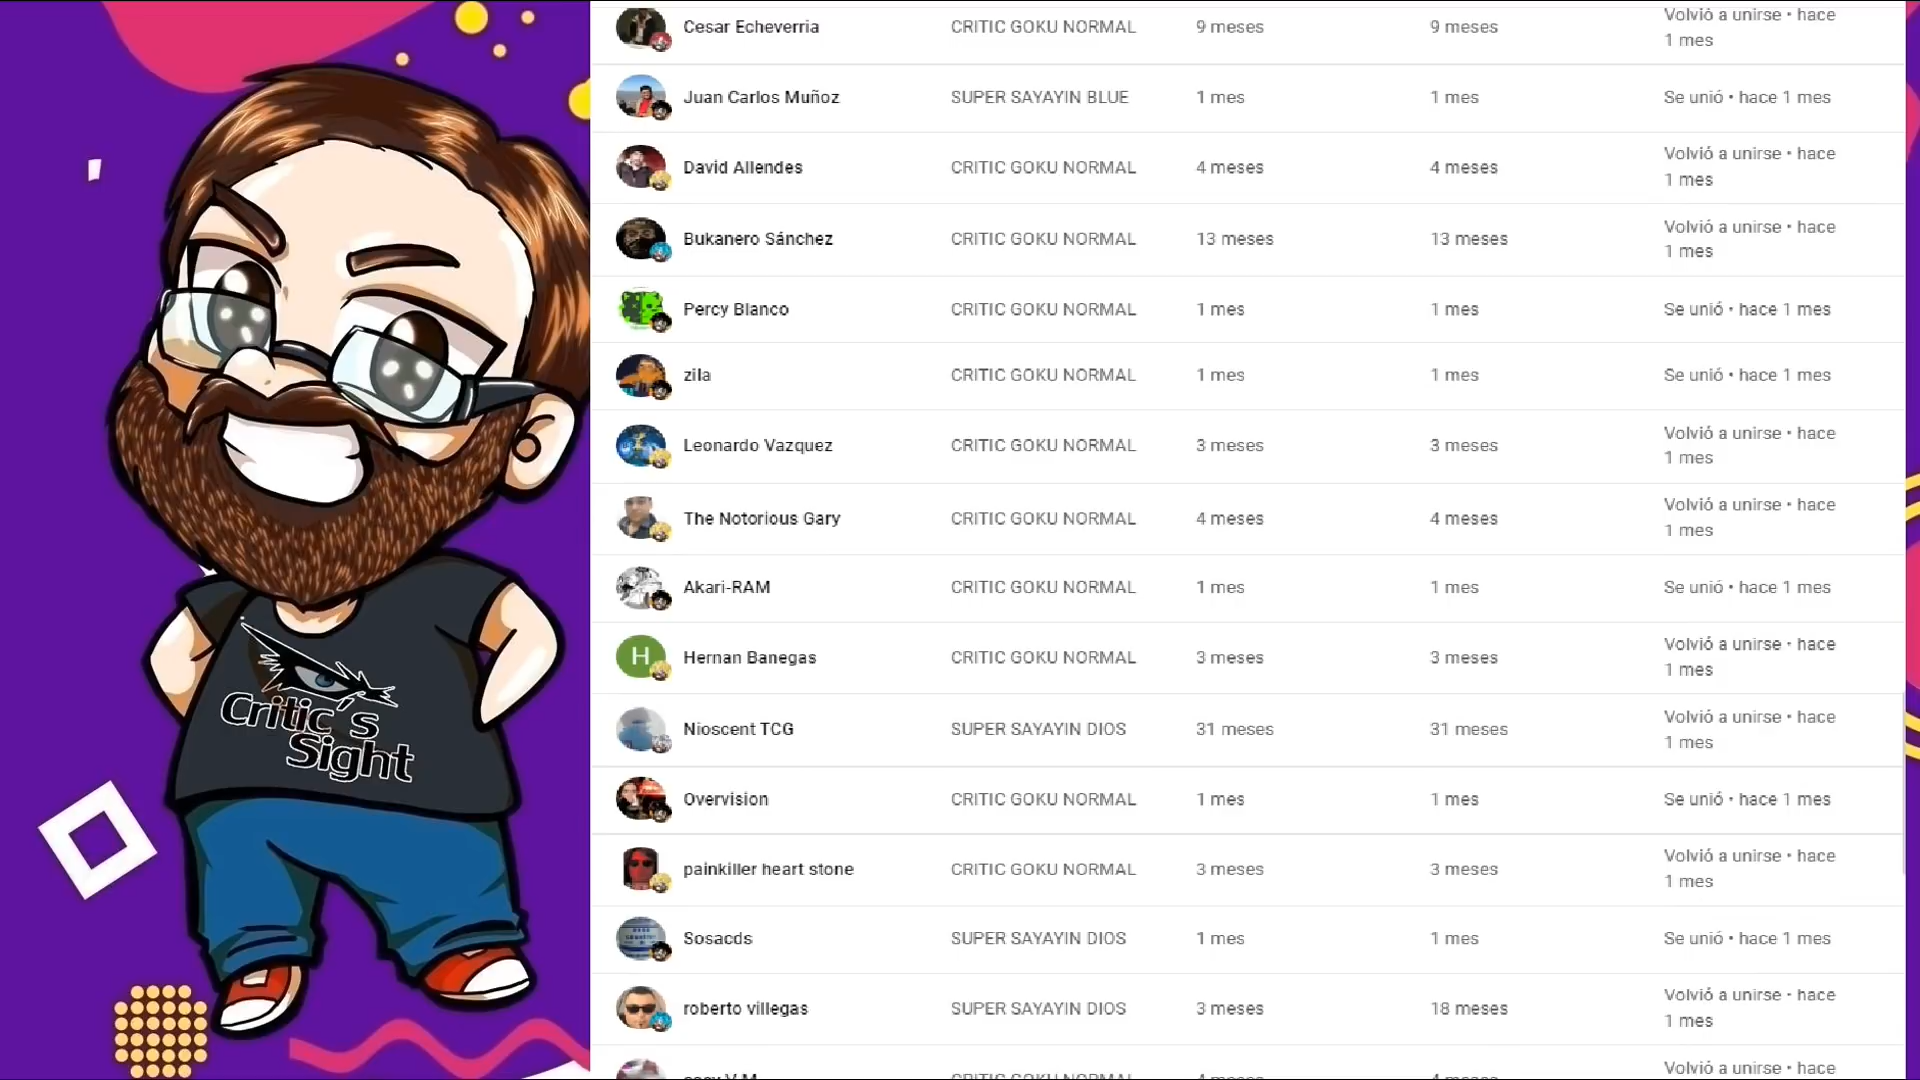 Cesar Echeverria CRITIC GOKU NORMAL 9 meses 9 meses Volvió a unirse • hace
1 mes
Juan Carlos Muñoz SUPER SAYAYIN BLUE 1 mes 1 mes Se unió • hace 1 mes
David Allendes CRITIC GOKU NORMAL 4 meses 4 meses Volvió a unirse • hace
1 mes
Bukanero Sánchez CRITIC GOKU NORMAL 13 meses 13 meses Volvió a unirse • hace
1 mes
Percy Blanco CRITIC GOKU NORMAL 1 mes 1 mes Se unió • hace 1 mes
zila CRITIC GOKU NORMAL 1 mes 1 mes Se unió • hace 1 mes
Leonardo Vazquez CRITIC GOKU NORMAL 3 meses 3 meses Volvió a unirse • hace
1 mes
The Notorious Gary CRITIC GOKU NORMAL 4 meses 4 meses Volvió a unirse • hace
1 mes
Akari-RAM CRITIC GOKU NORMAL 1 mes 1 mes Se unió • hace 1 mes
H Hernan Banegas CRITIC GOKU NORMAL 3 meses 3 meses Volvió a unirse • hace
1 mes
Nioscent TCG SUPER SAYAYIN DIOS 31 meses 31 meses Volvió a unirse • hace
1 mes
Overvision CRITIC GOKU NORMAL 1 mes 1 mes Se unió • hace 1 mes
painkiller heart stone CRITIC GOKU NORMAL 3 meses 3 meses Volvió a unirse • hace
1 mes
Sosacds SUPER SAYAYIN DIOS 1 mes 1 mes Se unió • hace 1 mes
roberto villegas SUPER SAYAYIN DIOS 3 meses 18 meses Volvió a unirse • hace
1 mes
Volvió a unirse • hace
Critic´s
Sight